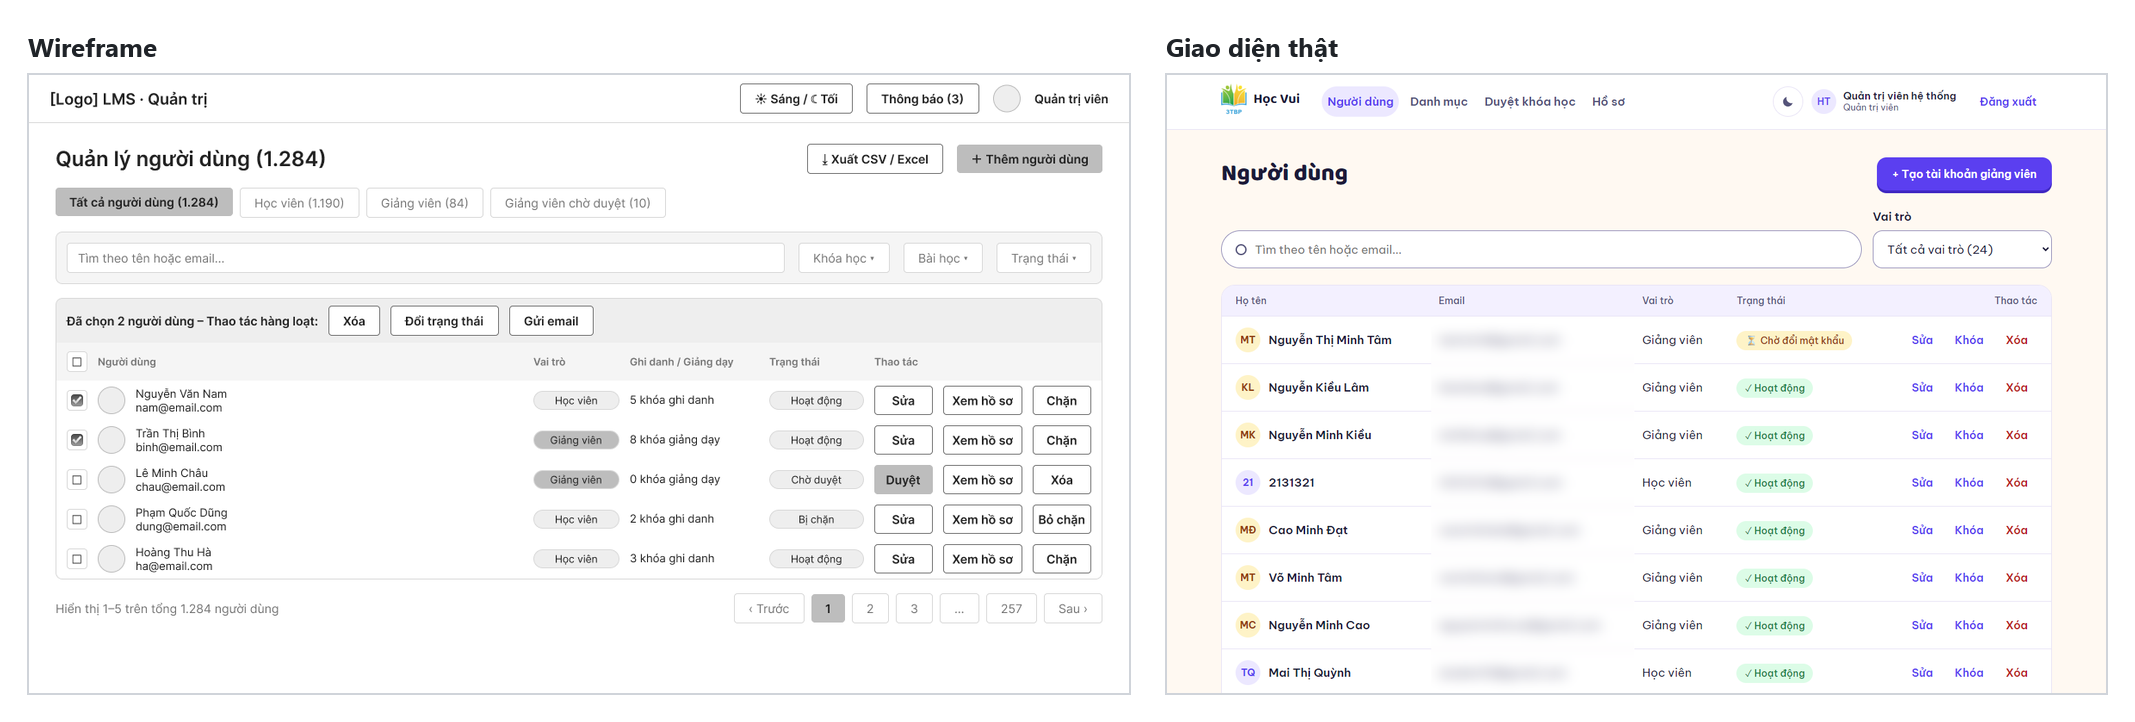 Wireframe
[Logo] LMS · Quản trị
☀ Sáng / ☾ Tối
Thông báo (3)
Quản trị viên
Quản lý người dùng (1.284)
⤓ Xuất CSV / Excel
+ Thêm người dùng
Tất cả người dùng (1.284)
Học viên (1.190)
Giảng viên (84)
Giảng viên chờ duyệt (10)
Tìm theo tên hoặc email...
Khóa học ▾
Bài học ▾
Trạng thái ▾
Đã chọn 2 người dùng – Thao tác hàng loạt:
Xóa
Đổi trạng thái
Gửi email
Người dùng
Vai trò
Ghi danh / Giảng dạy
Trạng thái
Thao tác
Nguyễn Văn Nam
nam@email.com
Học viên
5 khóa ghi danh
Hoạt động
Sửa
Xem hồ sơ
Chặn
Trần Thị Bình
binh@email.com
Giảng viên
8 khóa giảng dạy
Hoạt động
Sửa
Xem hồ sơ
Chặn
Lê Minh Châu
chau@email.com
Giảng viên
0 khóa giảng dạy
Chờ duyệt
Duyệt
Xem hồ sơ
Xóa
Phạm Quốc Dũng
dung@email.com
Học viên
2 khóa ghi danh
Bị chặn
Sửa
Xem hồ sơ
Bỏ chặn
Hoàng Thu Hà
ha@email.com
Học viên
3 khóa ghi danh
Hoạt động
Sửa
Xem hồ sơ
Chặn
Hiển thị 1–5 trên tổng 1.284 người dùng
‹ Trước
1
2
3
...
257
Sau ›
Giao diện thật
3TBP
Học Vui
Người dùng
Danh mục
Duyệt khóa học
Hồ sơ
HT
Quản trị viên hệ thống
Quản trị viên
Đăng xuất
Người dùng
+ Tạo tài khoản giảng viên
Vai trò
Tìm theo tên hoặc email...
Tất cả vai trò (24)
Họ tên
Email
Vai trò
Trạng thái
Thao tác
MT
Nguyễn Thị Minh Tâm
Giảng viên
⏳ Chờ đổi mật khẩu
Sửa
Khóa
Xóa
KL
Nguyễn Kiều Lâm
Giảng viên
✓ Hoạt động
Sửa
Khóa
Xóa
MK
Nguyễn Minh Kiều
Giảng viên
✓ Hoạt động
Sửa
Khóa
Xóa
21
2131321
Học viên
✓ Hoạt động
Sửa
Khóa
Xóa
MĐ
Cao Minh Đạt
Giảng viên
✓ Hoạt động
Sửa
Khóa
Xóa
MT
Võ Minh Tâm
Giảng viên
✓ Hoạt động
Sửa
Khóa
Xóa
MC
Nguyễn Minh Cao
Giảng viên
✓ Hoạt động
Sửa
Khóa
Xóa
TQ
Mai Thị Quỳnh
Học viên
✓ Hoạt động
Sửa
Khóa
Xóa